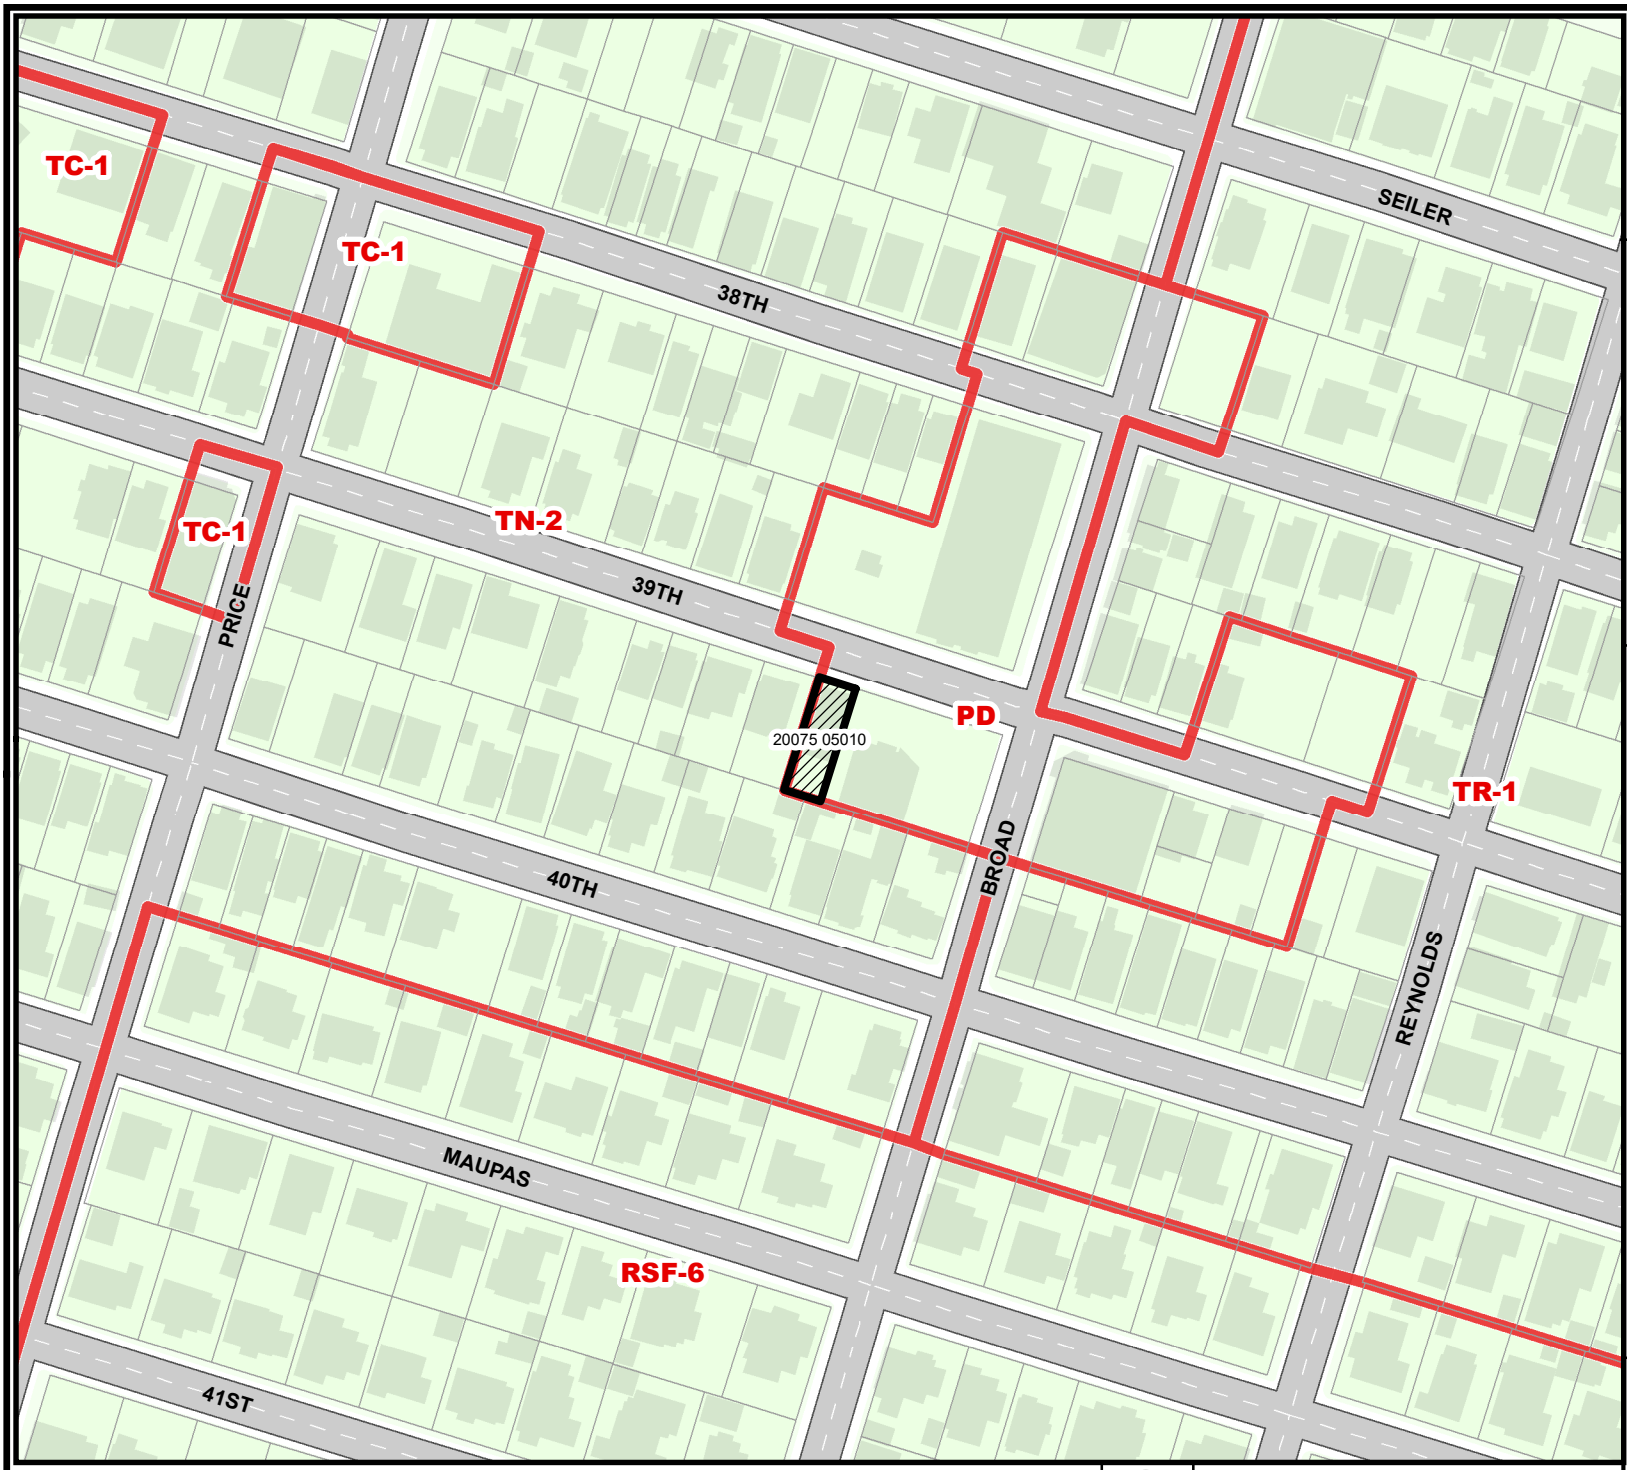 TC-1
SEILER
TC-1
38TH
TN-2
TC-1
39TH
PRICE
PD
20075 05010
TR-1
BROAD
40TH
REYNOLDS
MAUPAS
RSF-6
41ST